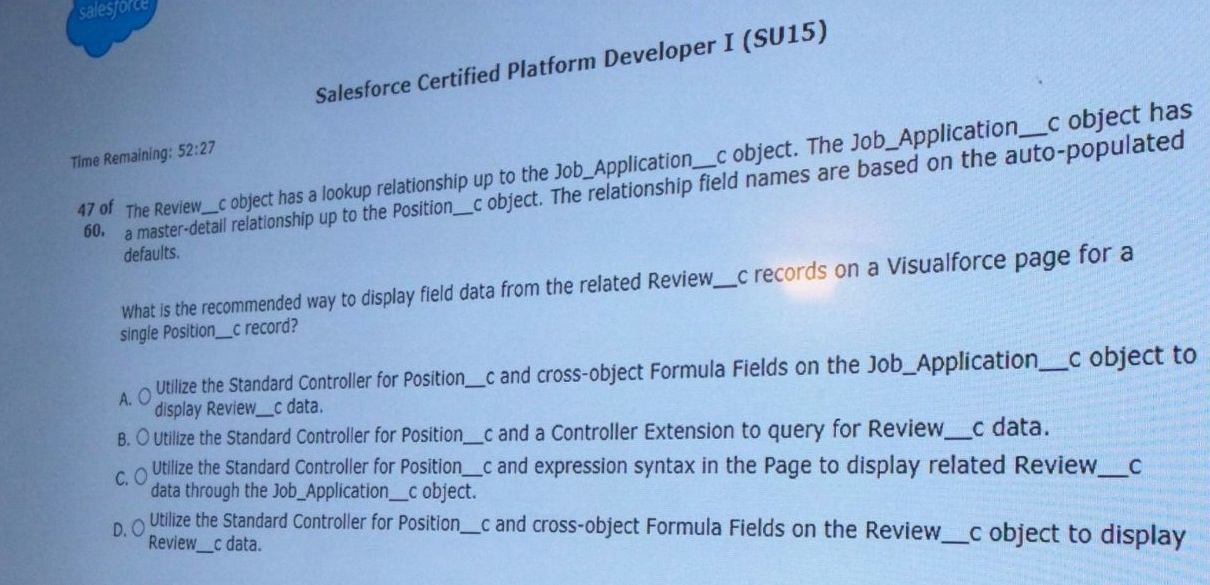 salesforce
Salesforce Certified Platform Developer I (SU15)
Time Remaining: 52:27
47 of 60. The Review__c object has a lookup relationship up to the Job_Application__c object. The Job_Application__c object has
a master-detail relationship up to the Position__c object. The relationship field names are based on the auto-populated
defaults.
What is the recommended way to display field data from the related Review__c records on a Visualforce page for a
single Position__c record?
A. Utilize the Standard Controller for Position__c and cross-object Formula Fields on the Job_Application__c object to
display Review__c data.
B. Utilize the Standard Controller for Position__c and a Controller Extension to query for Review__c data.
C. Utilize the Standard Controller for Position__c and expression syntax in the Page to display related Review__c
data through the Job_Application__c object.
D. Utilize the Standard Controller for Position__c and cross-object Formula Fields on the Review__c object to display
Review__c data.